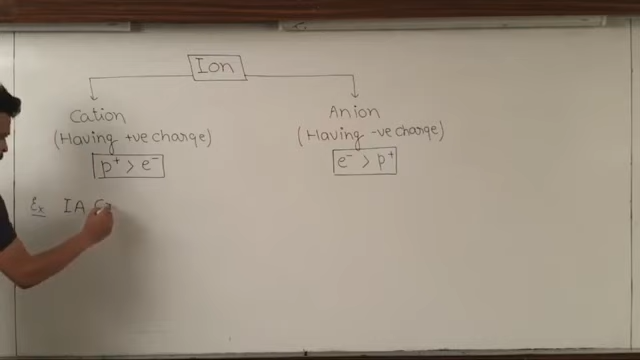 Ion
Cation
(Having +ve charge)
p⁺ > e⁻
Anion
(Having -ve charge)
e⁻ > p⁺
Ex IA